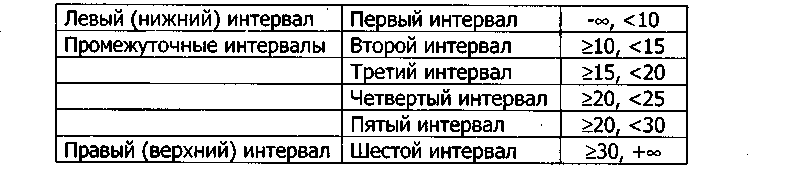 Левый (нижний) интервал Первый интервал -∞, <10
Промежуточные интервалы Второй интервал ≥10, <15
Третий интервал ≥15, <20
Четвертый интервал ≥20, <25
Пятый интервал ≥20, <30
Правый (верхний) интервал Шестой интервал ≥30, +∞